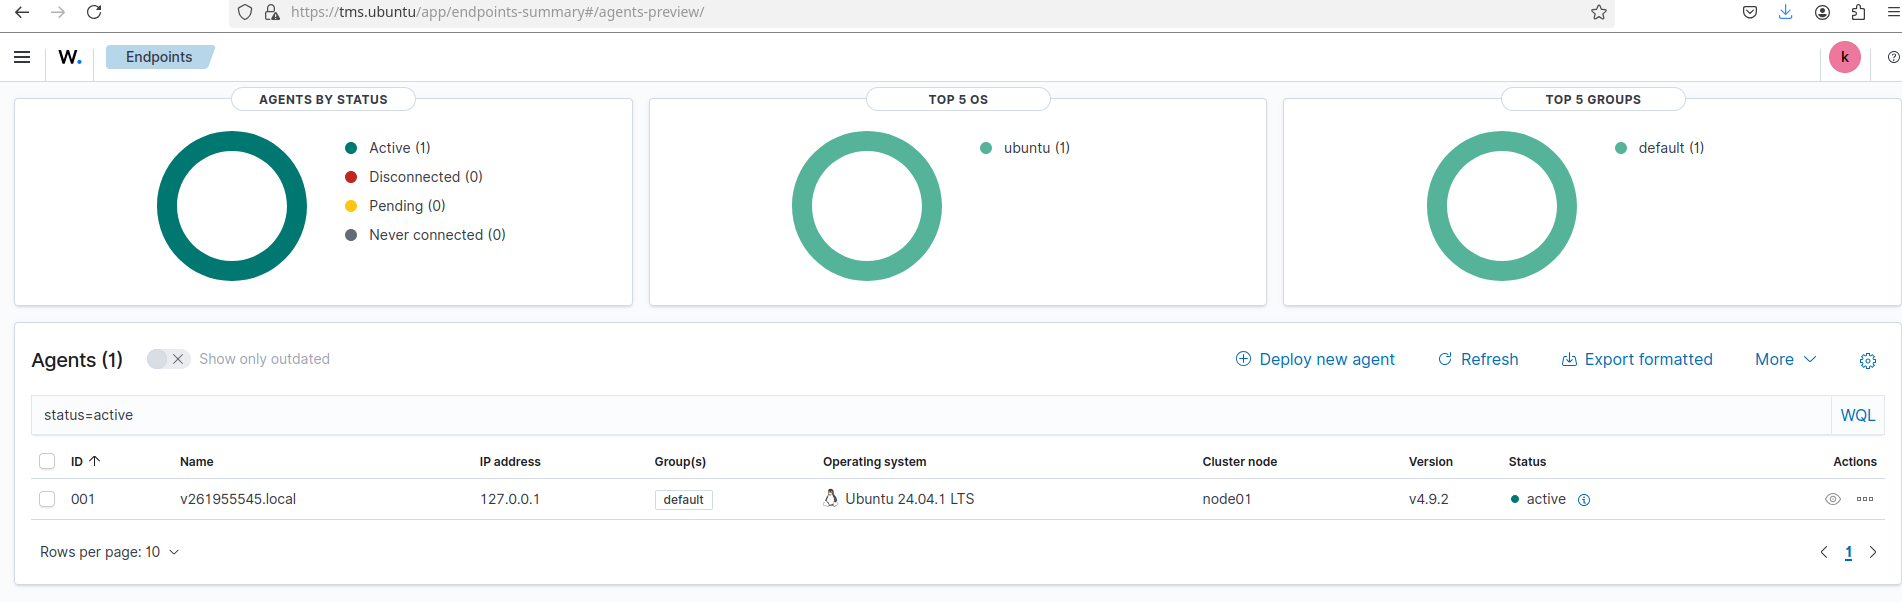 https://tms.ubuntu/app/endpoints-summary#/agents-preview/
W. Endpoints k
AGENTS BY STATUS
Active (1)
Disconnected (0)
Pending (0)
Never connected (0)
TOP 5 OS
ubuntu (1)
TOP 5 GROUPS
default (1)
Agents (1) Show only outdated Deploy new agent Refresh Export formatted More
status=active WQL
ID Name IP address Group(s) Operating system Cluster node Version Status Actions
001 v261955545.local 127.0.0.1 default Ubuntu 24.04.1 LTS node01 v4.9.2 active
Rows per page: 10 1